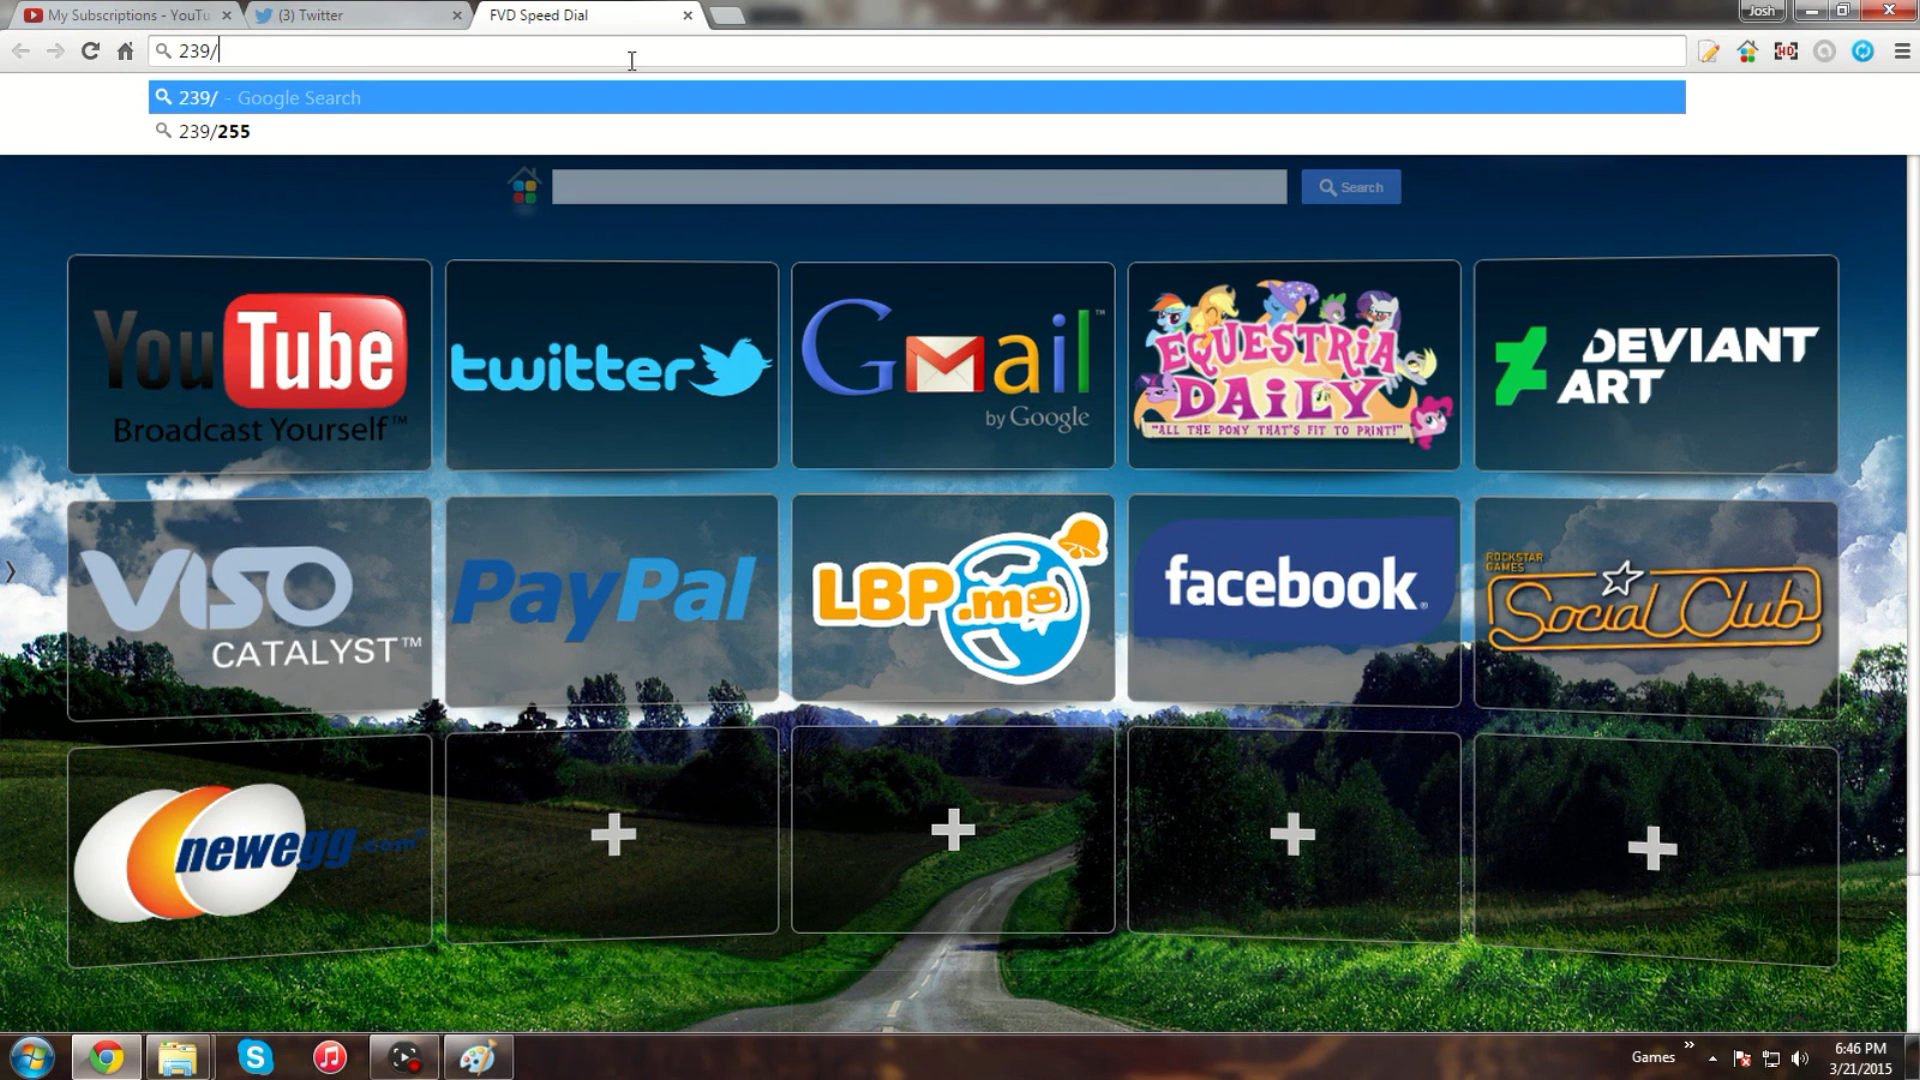 My Subscriptions - YouTu
(3) Twitter
FVD Speed Dial
Josh
239/
HD
239/ - Google Search
239/255
Search
YouTube
Broadcast Yourself™
twitter
Gmail™
by Google
EQUESTRIA
DAILY
"ALL THE PONY THAT'S FIT TO PRINT!"
DEVIANT
ART
VISO
CATALYST™
PayPal
LBP.me
facebook®
ROCKSTAR
GAMES
Social Club
newegg.com®
Games
6:46 PM
3/21/2015